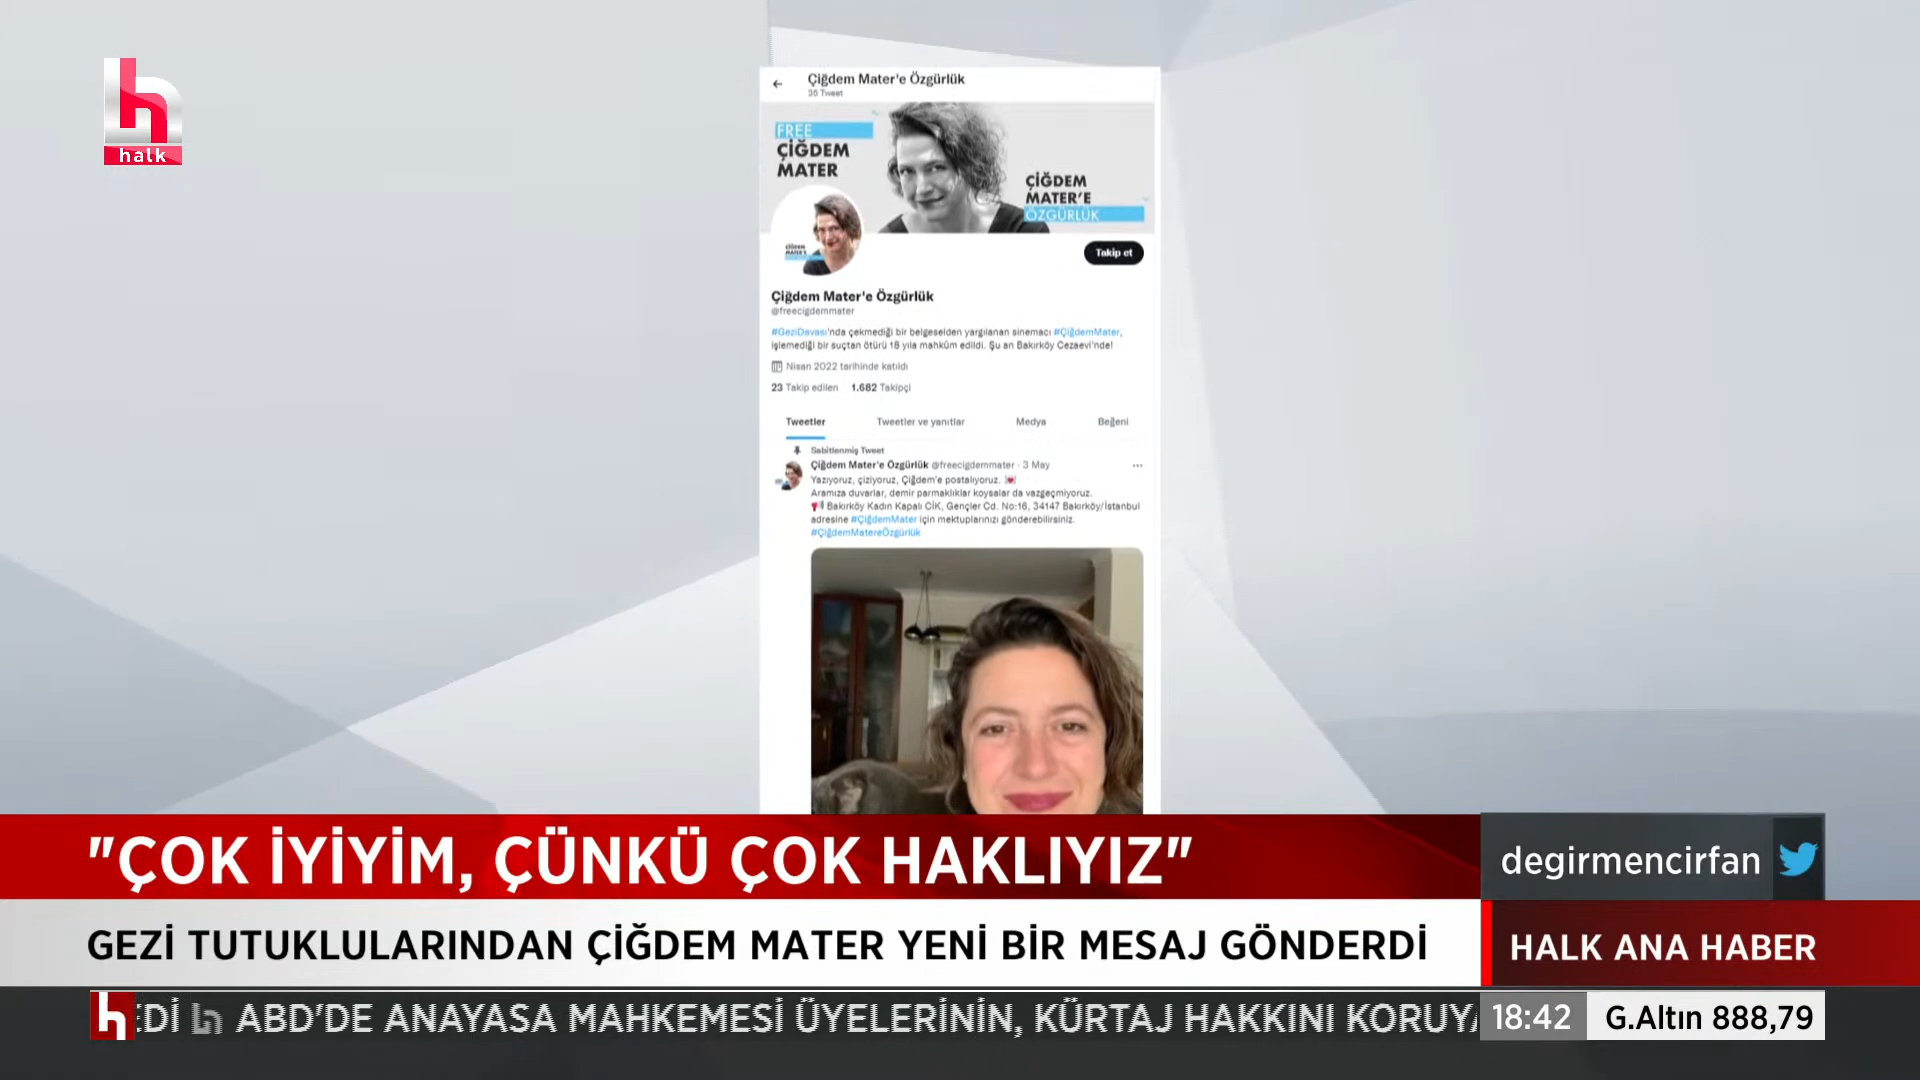 halk
Çiğdem Mater'e Özgürlük
35 Tweet
FREE
ÇİĞDEM
MATER
ÇİĞDEM
MATER'E
ÖZGÜRLÜK
Takip et
Çiğdem Mater'e Özgürlük
@freecigdemmater
#GeziDavası'nda çekmediği bir belgeselden yargılanan sinemacı #ÇiğdemMater,
işlemediği bir suçtan ötürü 18 yıla mahkûm edildi. Şu an Bakırköy Cezaevi'nde!
Nisan 2022 tarihinde katıldı
23 Takip edilen 1.682 Takipçi
Tweetler Tweetler ve yanıtlar Medya Beğeni
Sabitlenmiş Tweet
Çiğdem Mater'e Özgürlük @freecigdemmater · 3 May
Yazıyoruz, çiziyoruz, Çiğdem'e postalıyoruz. 💌
Aramıza duvarlar, demir parmaklıklar koysalar da vazgeçmiyoruz.
📢 Bakırköy Kadın Kapalı CİK, Gençler Cd. No:16, 34147 Bakırköy/İstanbul
adresine #ÇiğdemMater için mektuplarınızı gönderebilirsiniz.
#ÇiğdemMatereÖzgürlük
"ÇOK İYİYİM, ÇÜNKÜ ÇOK HAKLIYIZ"
degirmencirfan
GEZİ TUTUKLULARINDAN ÇİĞDEM MATER YENİ BİR MESAJ GÖNDERDİ
HALK ANA HABER
EDİ h ABD'DE ANAYASA MAHKEMESİ ÜYELERİNİN, KÜRTAJ HAKKINI KORUYA
18:42 G.Altın 888,79